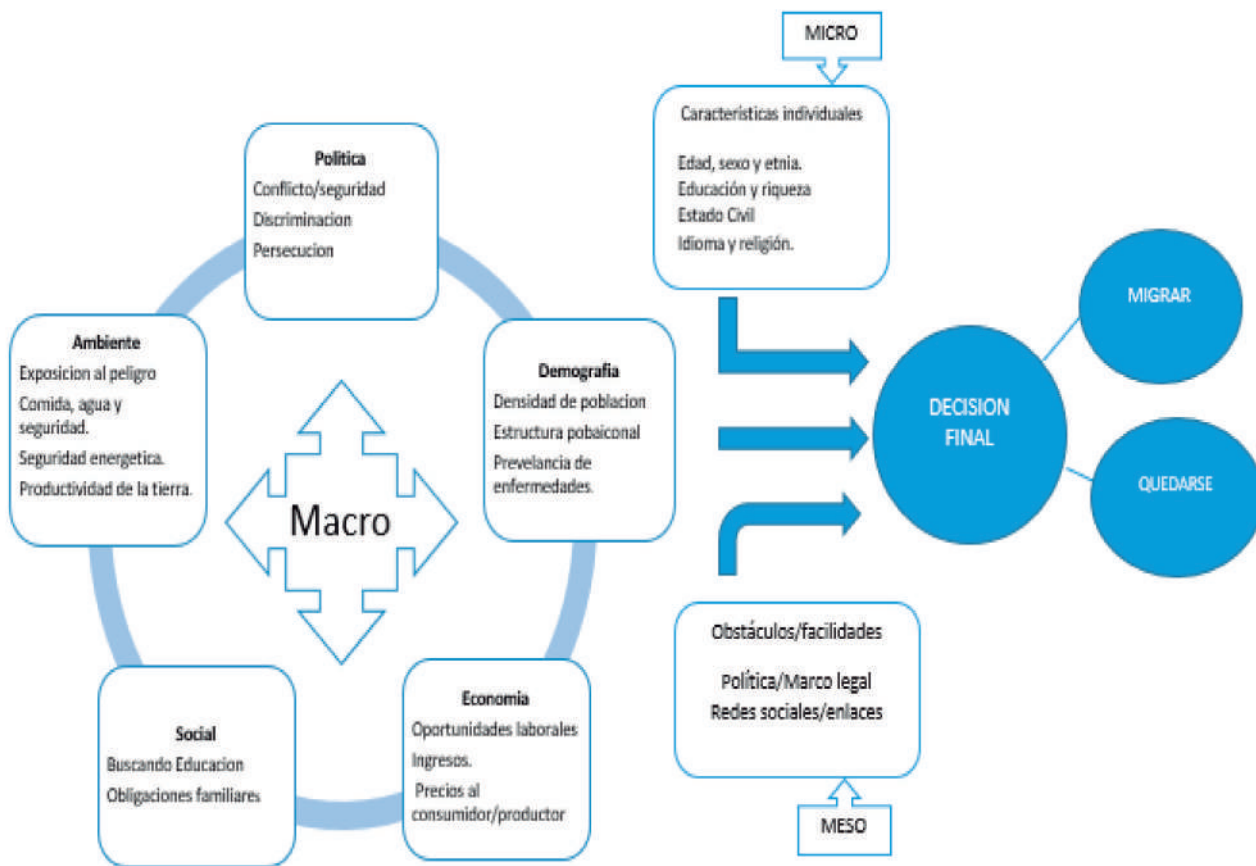 MICRO
Características individuales
Edad, sexo y etnia.
Educación y riqueza
Estado Civil
Idioma y religión.
Politica
Conflicto/seguridad
Discriminacion
Persecucion
Ambiente
Exposicion al peligro
Comida, agua y
seguridad.
Seguridad energetica.
Productividad de la tierra.
Demografia
Densidad de poblacion
Estructura pobaiconal
Prevelancia de
enfermedades.
Macro
Social
Buscando Educacion
Obligaciones familiares
Economia
Oportunidades laborales
Ingresos.
Precios al
consumidor/productor
DECISION
FINAL
MIGRAR
QUEDARSE
Obstáculos/facilidades
Política/Marco legal
Redes sociales/enlaces
MESO